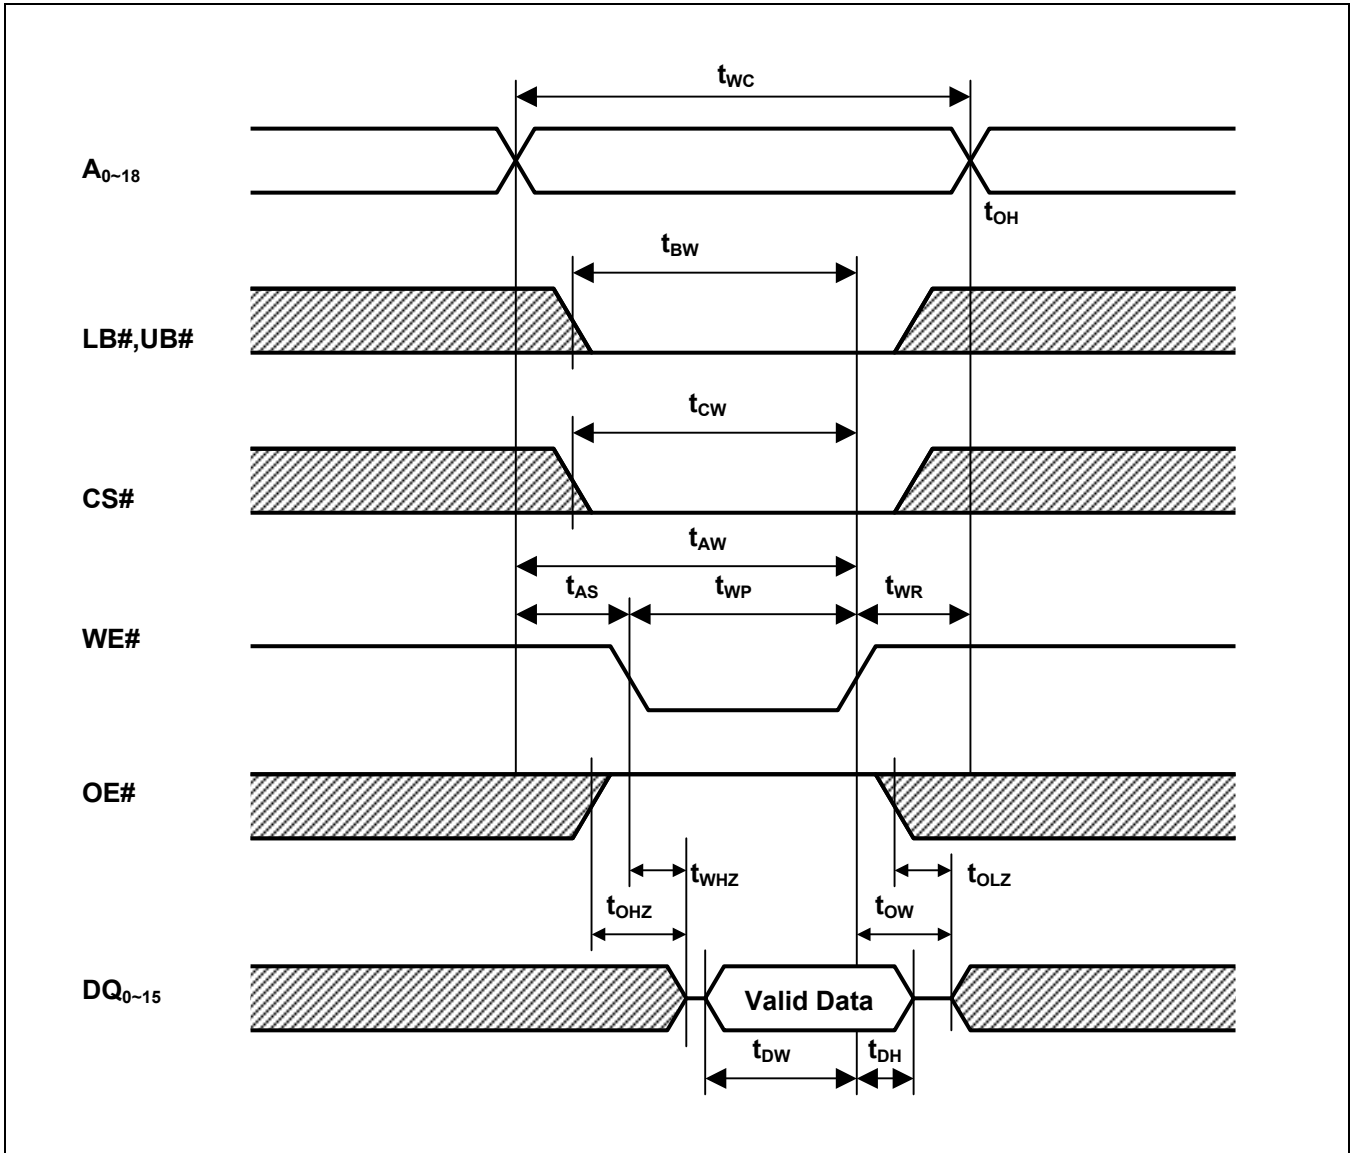 tWC
A0~18
tOH
tBW
LB#,UB#
tCW
CS#
tAW
tAS tWP tWR
WE#
OE#
tWHZ tOLZ
tOHZ tOW
DQ0~15 Valid Data
tDW tDH